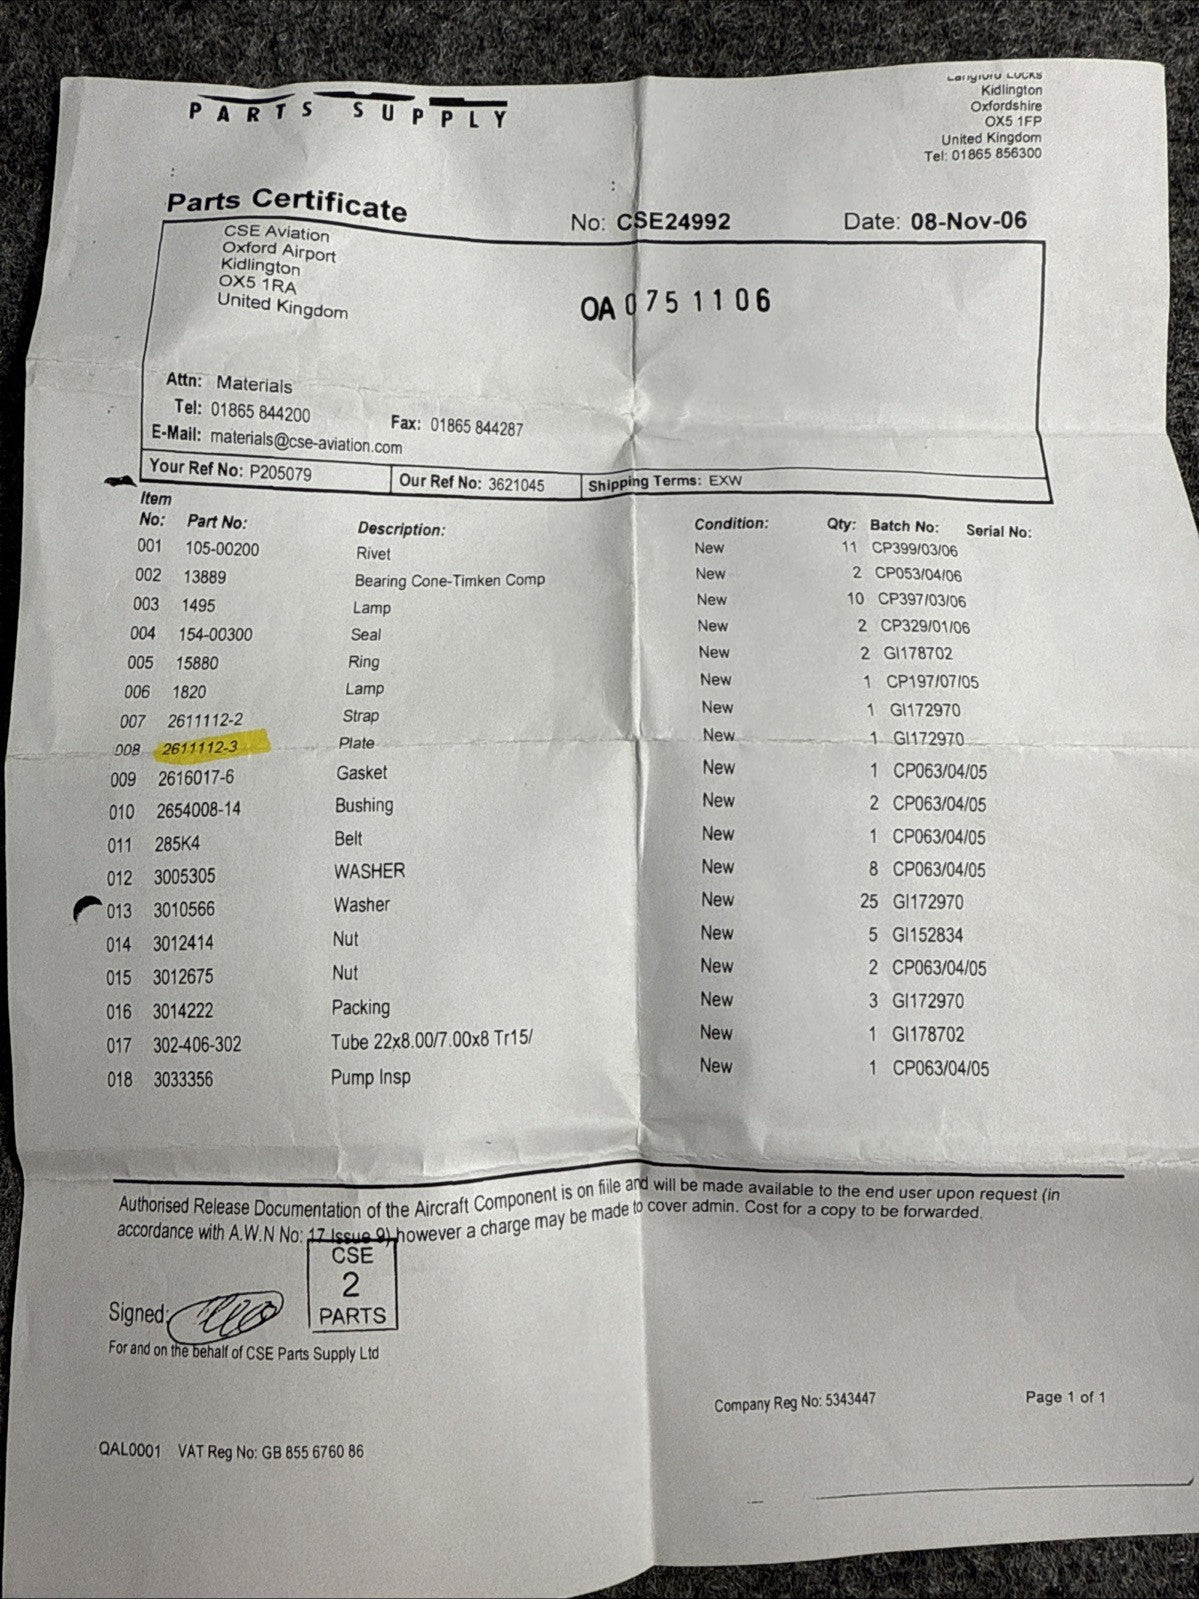 PARTS SUPPLY
Langford Locks
Kidlington
Oxfordshire
OX5 1FP
United Kingdom
Tel: 01865 856300
Parts Certificate
No: CSE24992
Date: 08-Nov-06
CSE Aviation
Oxford Airport
Kidlington
OX5 1RA
United Kingdom
OA 0751106
Attn: Materials
Tel: 01865 844200 Fax: 01865 844287
E-Mail: materials@cse-aviation.com
Your Ref No: P205079 Our Ref No: 3621045 Shipping Terms: EXW
Item No: Part No: Description: Condition: Qty: Batch No: Serial No:
001 105-00200 Rivet New 11 CP399/03/06
002 13889 Bearing Cone-Timken Comp New 2 CP053/04/06
003 1495 Lamp New 10 CP397/03/06
004 154-00300 Seal New 2 CP329/01/06
005 15880 Ring New 2 GI178702
006 1820 Lamp New 1 CP197/07/05
007 2611112-2 Strap New 1 GI172970
008 2611112-3 Plate New 1 GI172970
009 2616017-6 Gasket New 1 CP063/04/05
010 2654008-14 Bushing New 2 CP063/04/05
011 285K4 Belt New 1 CP063/04/05
012 3005305 WASHER New 8 CP063/04/05
013 3010566 Washer New 25 GI172970
014 3012414 Nut New 5 GI152834
015 3012675 Nut New 2 CP063/04/05
016 3014222 Packing New 3 GI172970
017 302-406-302 Tube 22x8.00/7.00x8 Tr15/ New 1 GI178702
018 3033356 Pump Insp New 1 CP063/04/05
Authorised Release Documentation of the Aircraft Component is on fiile and will be made available to the end user upon request (in
accordance with A.W.N No: 17 Issue 9) however a charge may be made to cover admin. Cost for a copy to be forwarded.
CSE
2
PARTS
Signed:
For and on the behalf of CSE Parts Supply Ltd
Company Reg No: 5343447
Page 1 of 1
QAL0001 VAT Reg No: GB 855 6760 86